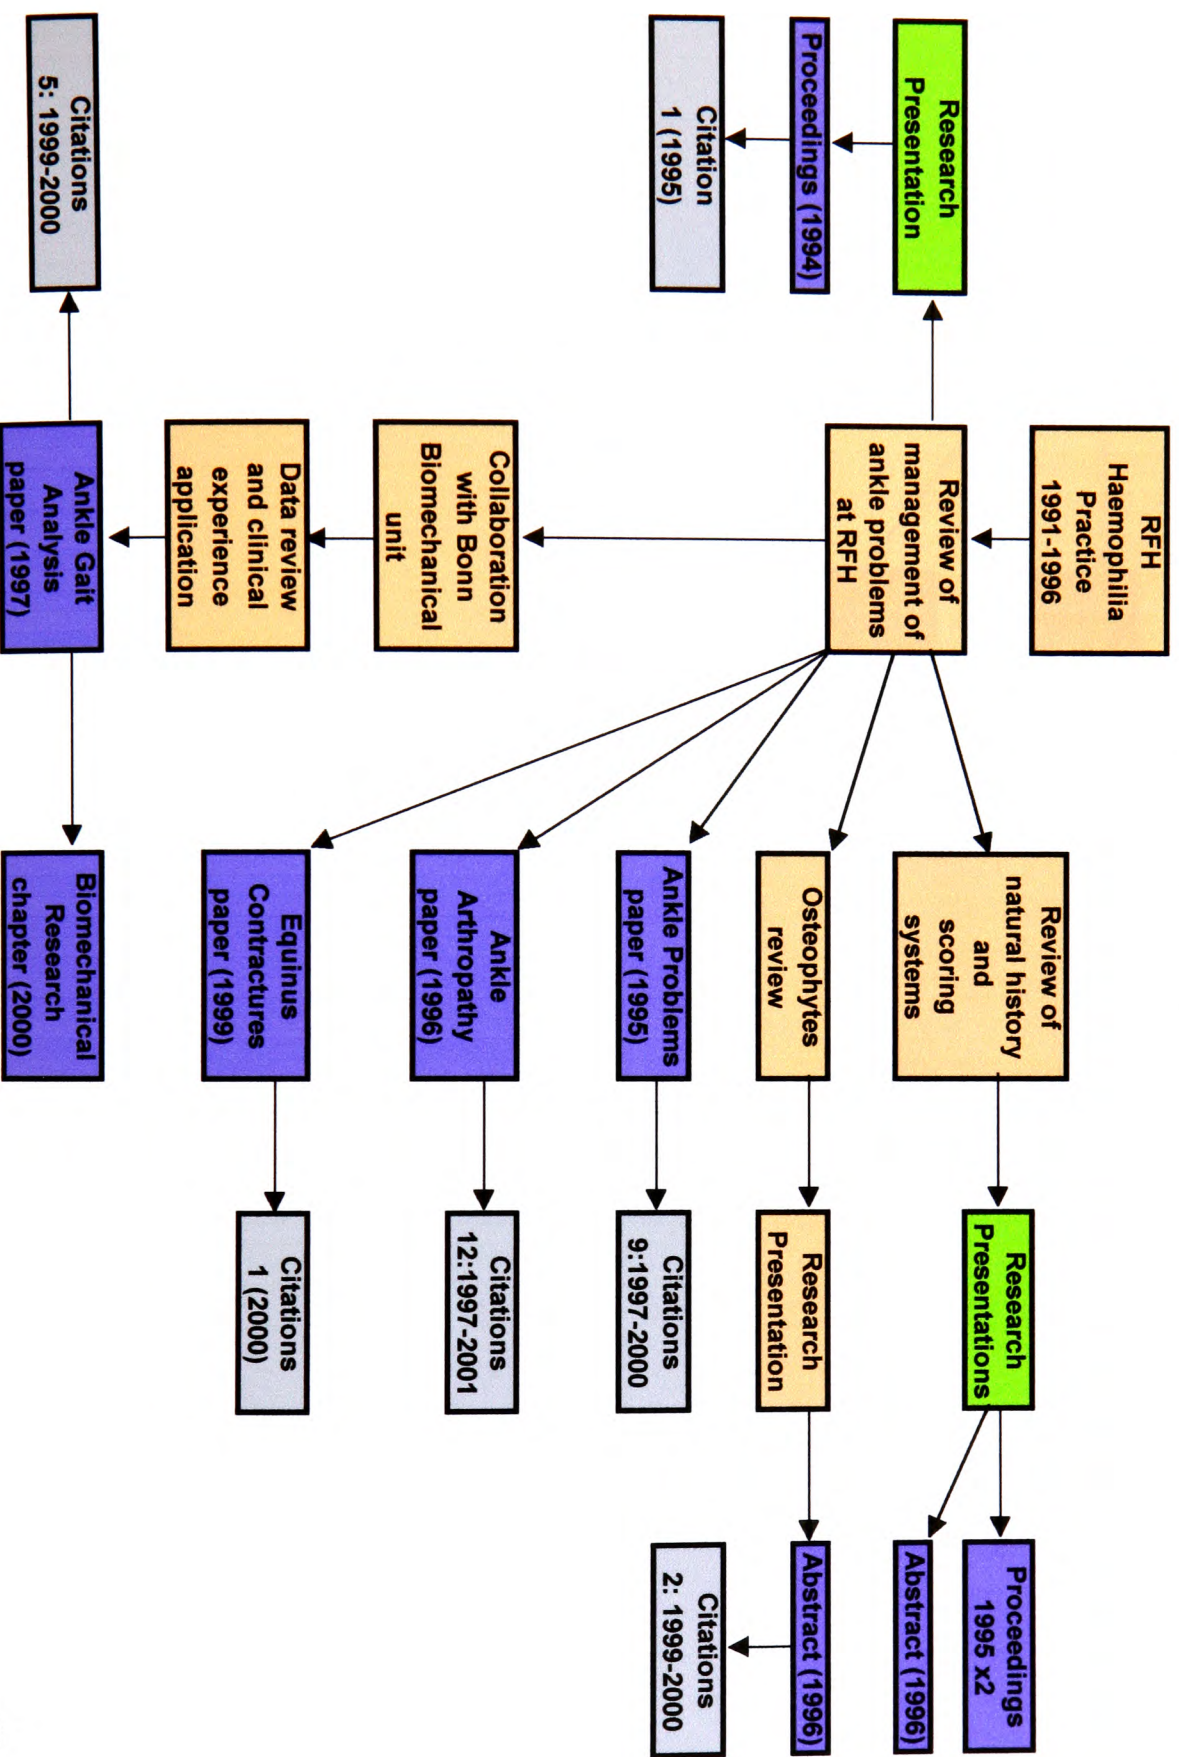 RFH
Haemophilia
Practice
1991-1996
Research
Presentation
Review of
management of
ankle problems
at RFH
Review of
natural history
and
scoring
systems
Research
Presentations
Proceedings
1995 x2
Abstract (1996)
Proceedings (1994)
Osteophytes
review
Research
Presentation
Abstract (1996)
Citation
1 (1995)
Ankle Problems
paper (1995)
Citations
9:1997-2000
Citations
2: 1999-2000
Collaboration
with Bonn
Biomechanical
unit
Ankle
Arthropathy
paper (1996)
Citations
12:1997-2001
Data review
and clinical
experience
application
Equinus
Contractures
paper (1999)
Citations
1 (2000)
Citations
5: 1999-2000
Ankle Gait
Analysis
paper (1997)
Biomechanical
Research
chapter (2000)